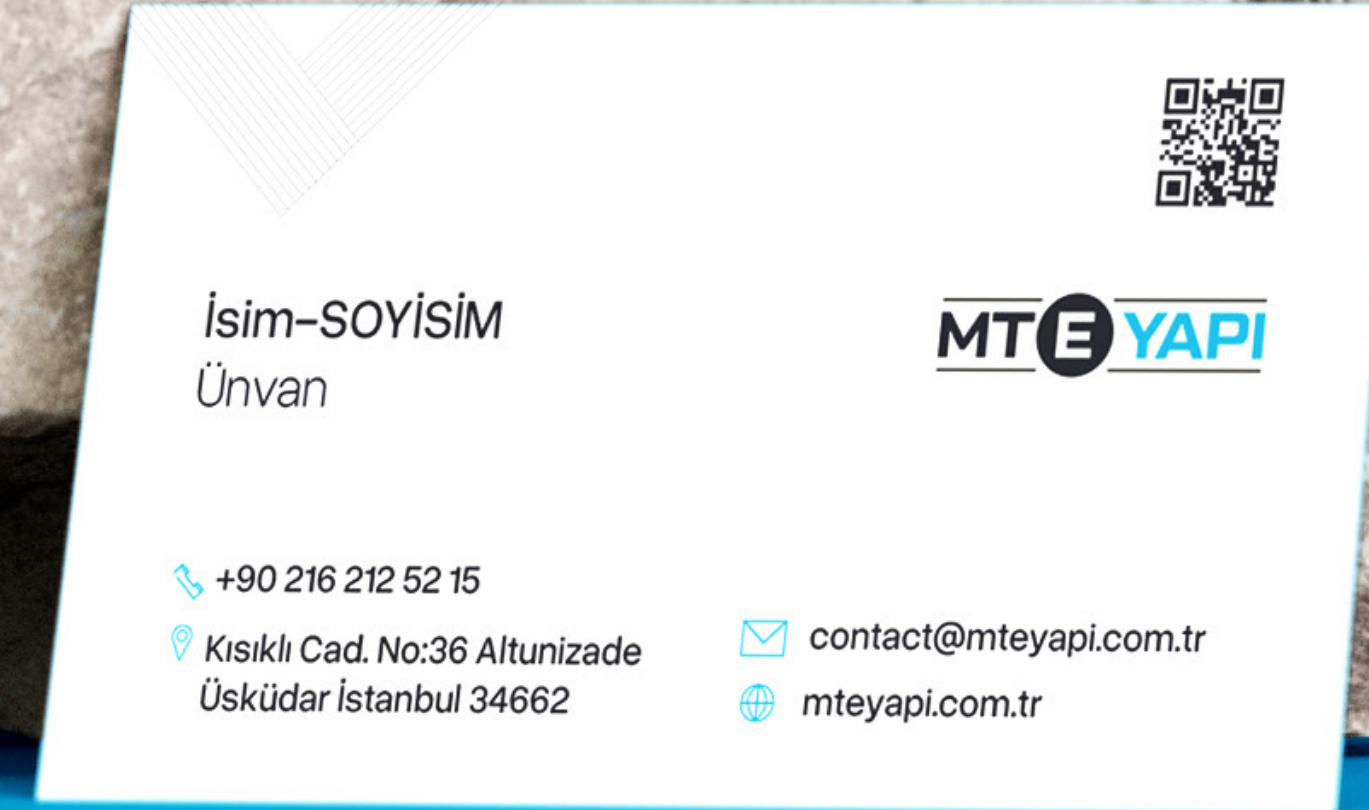 İsim-SOYİSİM
Ünvan
MTE YAPI
+90 216 212 52 15
Kısıklı Cad. No:36 Altunizade
Üsküdar İstanbul 34662
contact@mteyapi.com.tr
mteyapi.com.tr